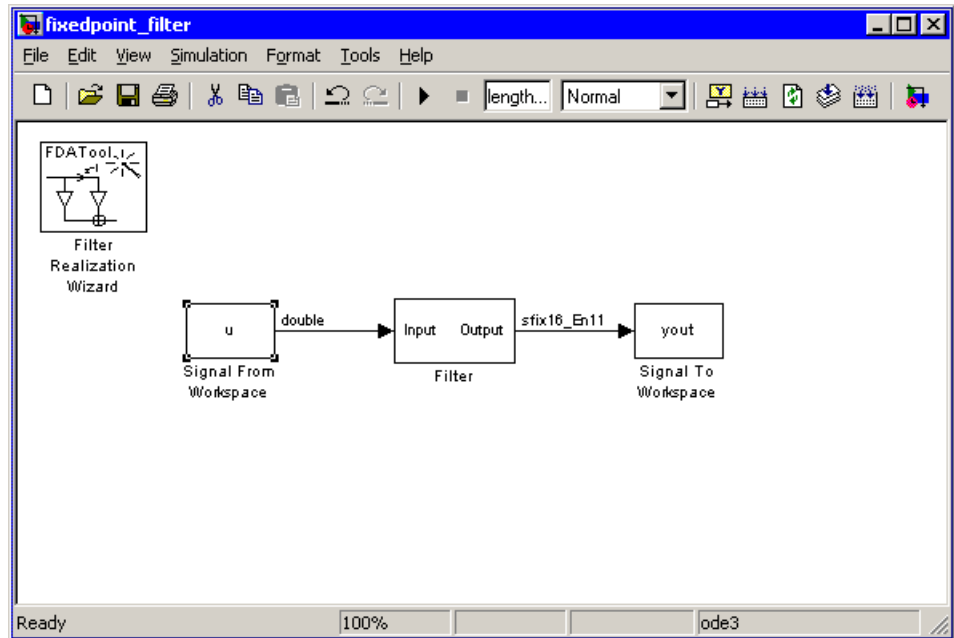 fixedpoint_filter
File Edit View Simulation Format Tools Help
length... Normal
FDATool
z-1
Filter
Realization
Wizard
u
double
Input Output
sfix16_En11
yout
Signal From
Workspace
Filter
Signal To
Workspace
Ready 100% ode3